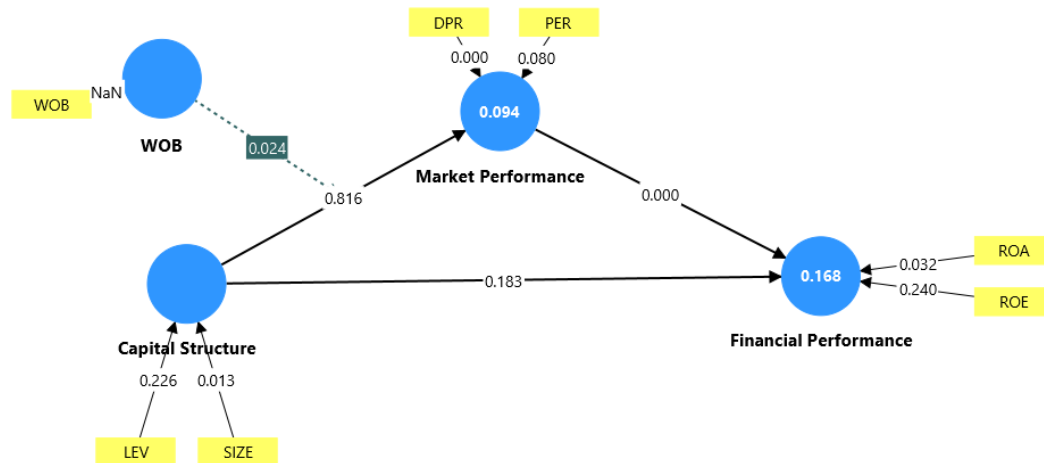 DPR
PER
0.000
0.080
NaN
WOB
WOB
0.094
0.024
Market Performance
0.816
0.000
0.183
0.168
ROA
0.032
0.240
ROE
Capital Structure
Financial Performance
0.226
0.013
LEV
SIZE